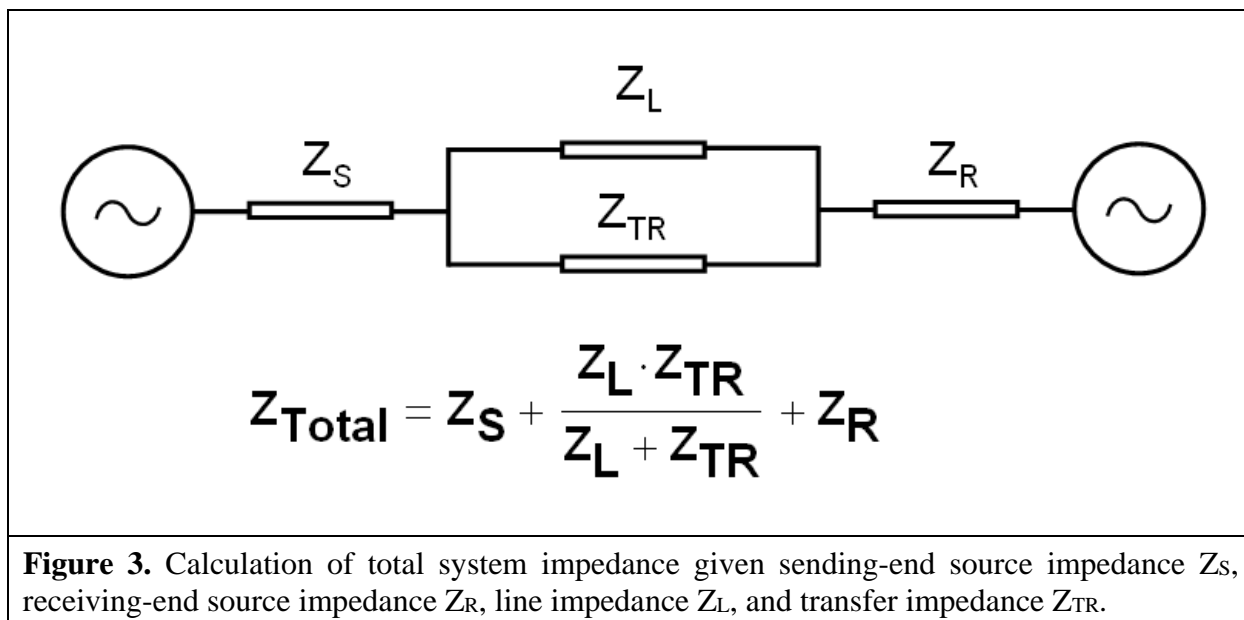 Z_L
Z_S
Z_R
Z_TR
Z_Total = Z_S + \frac{Z_L · Z_TR}{Z_L + Z_TR} + Z_R
Figure 3. Calculation of total system impedance given sending-end source impedance Z_S,
receiving-end source impedance Z_R, line impedance Z_L, and transfer impedance Z_TR.